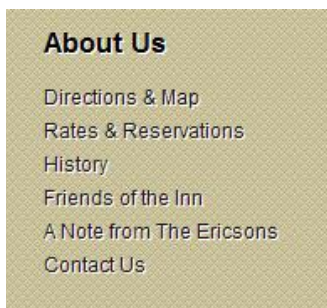 About Us
Directions & Map
Rates & Reservations
History
Friends of the Inn
A Note from The Ericsons
Contact Us